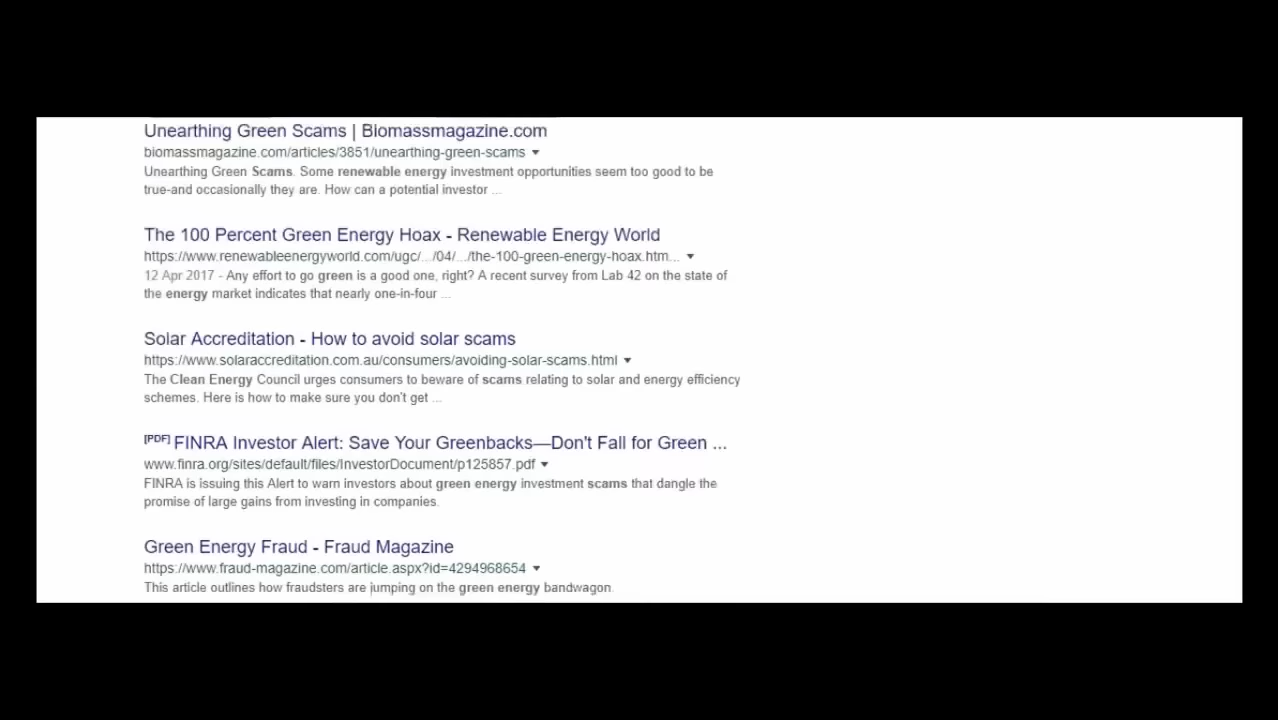 Unearthing Green Scams | Biomassmagazine.com
biomassmagazine.com/articles/3851/unearthing-green-scams
Unearthing Green Scams. Some renewable energy investment opportunities seem too good to be
true-and occasionally they are. How can a potential investor ...
The 100 Percent Green Energy Hoax - Renewable Energy World
https://www.renewableenergyworld.com/ugc/.../04/.../the-100-green-energy-hoax.htm...
12 Apr 2017 - Any effort to go green is a good one, right? A recent survey from Lab 42 on the state of
the energy market indicates that nearly one-in-four ...
Solar Accreditation - How to avoid solar scams
https://www.solaraccreditation.com.au/consumers/avoiding-solar-scams.html
The Clean Energy Council urges consumers to beware of scams relating to solar and energy efficiency
schemes. Here is how to make sure you don't get ...
[PDF] FINRA Investor Alert: Save Your Greenbacks—Don't Fall for Green ...
www.finra.org/sites/default/files/InvestorDocument/p125857.pdf
FINRA is issuing this Alert to warn investors about green energy investment scams that dangle the
promise of large gains from investing in companies.
Green Energy Fraud - Fraud Magazine
https://www.fraud-magazine.com/article.aspx?id=4294968654
This article outlines how fraudsters are jumping on the green energy bandwagon.